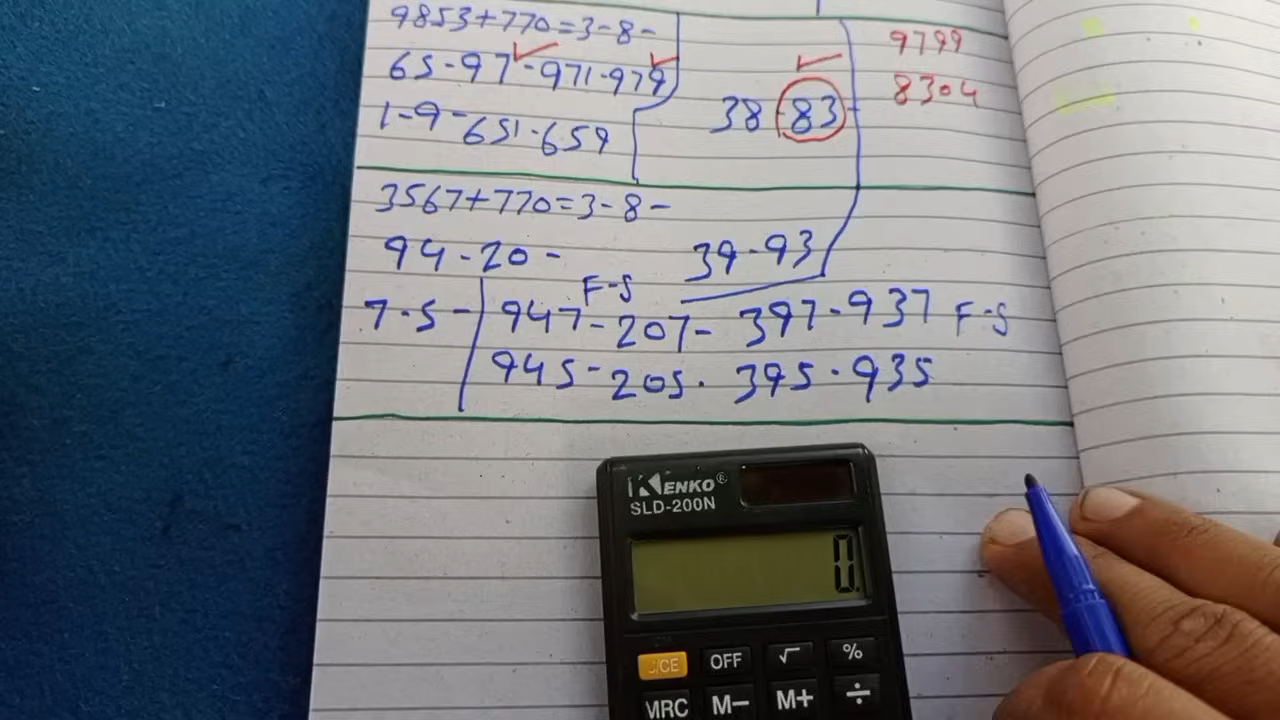 9853+770=3-8-
65-97-971-979
1-9-651-659
38-83
9799
8304
3567+770=3-8-
94-20-
39-93
F-S
7-5- 947-207- 397-937 F-S
945-205. 395.935
KENKO®
SLD-200N
0.
OFF √ %
MRC M− M+ ÷